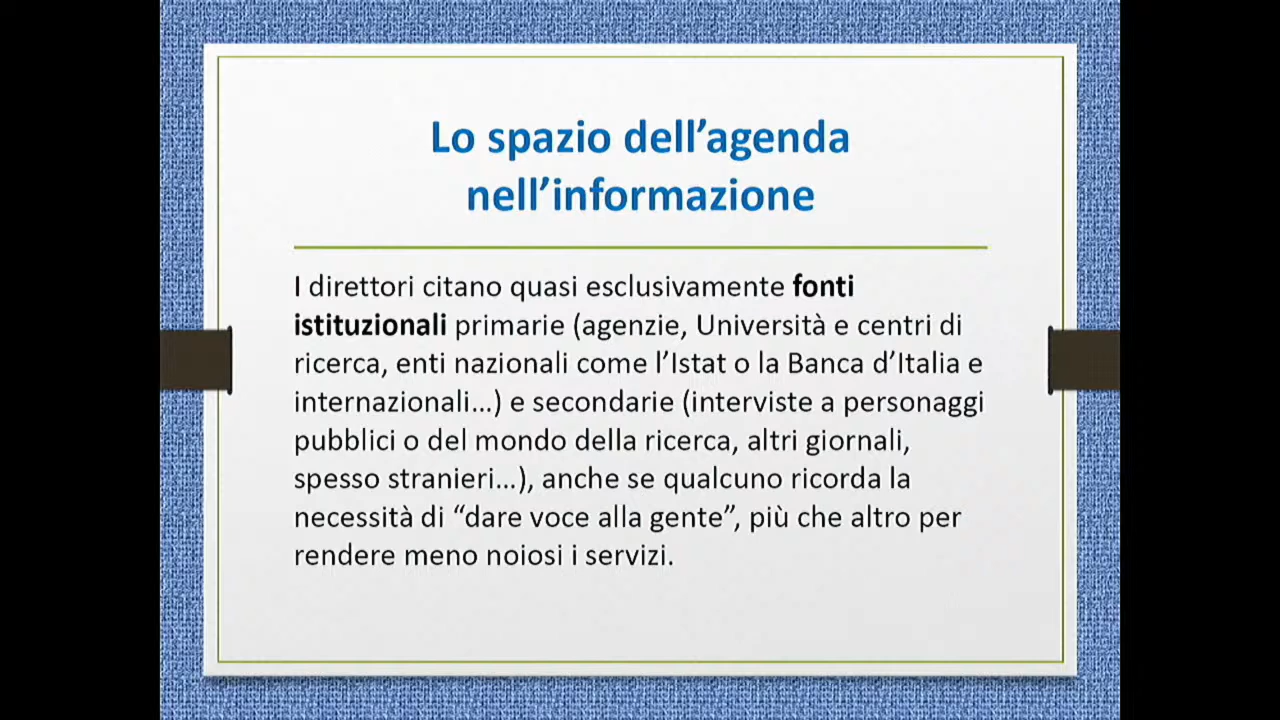 Lo spazio dell’agenda
nell’informazione
I direttori citano quasi esclusivamente fonti
istituzionali primarie (agenzie, Università e centri di
ricerca, enti nazionali come l’Istat o la Banca d’Italia e
internazionali...) e secondarie (interviste a personaggi
pubblici o del mondo della ricerca, altri giornali,
spesso stranieri...), anche se qualcuno ricorda la
necessità di “dare voce alla gente”, più che altro per
rendere meno noiosi i servizi.